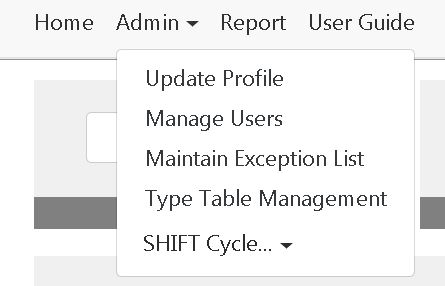 Home Admin Report User Guide
Update Profile
Manage Users
Maintain Exception List
Type Table Management
SHIFT Cycle...